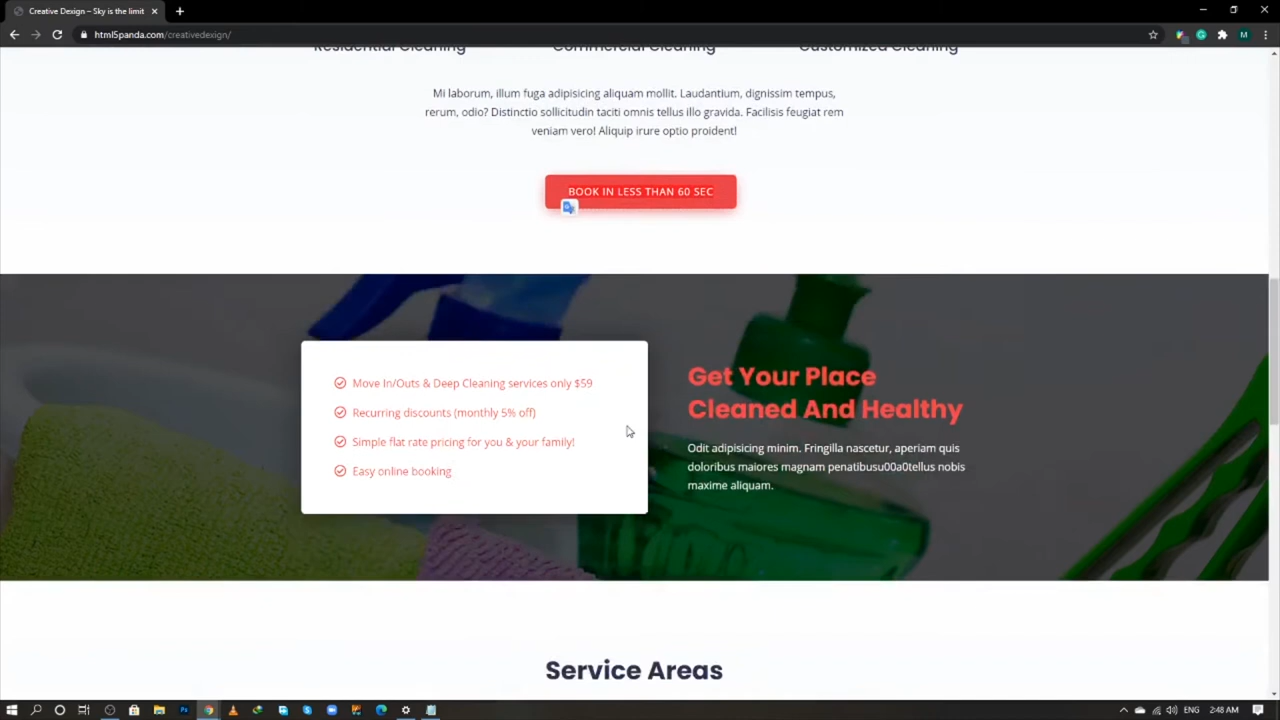 Creative Dexign – Sky is the limit
html5panda.com/creativedexign/
M
Residential Cleaning
Commercial Cleaning
Customized Cleaning
Mi laborum, illum fuga adipisicing aliquam mollit. Laudantium, dignissim tempus,
rerum, odio? Distinctio sollicitudin taciti omnis tellus illo gravida. Facilisis feugiat rem
veniam vero! Aliquip irure optio proident!
BOOK IN LESS THAN 60 SEC
Move In/Outs & Deep Cleaning services only $59
Recurring discounts (monthly 5% off)
Simple flat rate pricing for you & your family!
Easy online booking
Get Your Place
Cleaned And Healthy
Odit adipisicing minim. Fringilla nascetur, aperiam quis
doloribus maiores magnam penatibusu00a0tellus nobis
maxime aliquam.
Service Areas
ENG
2:48 AM